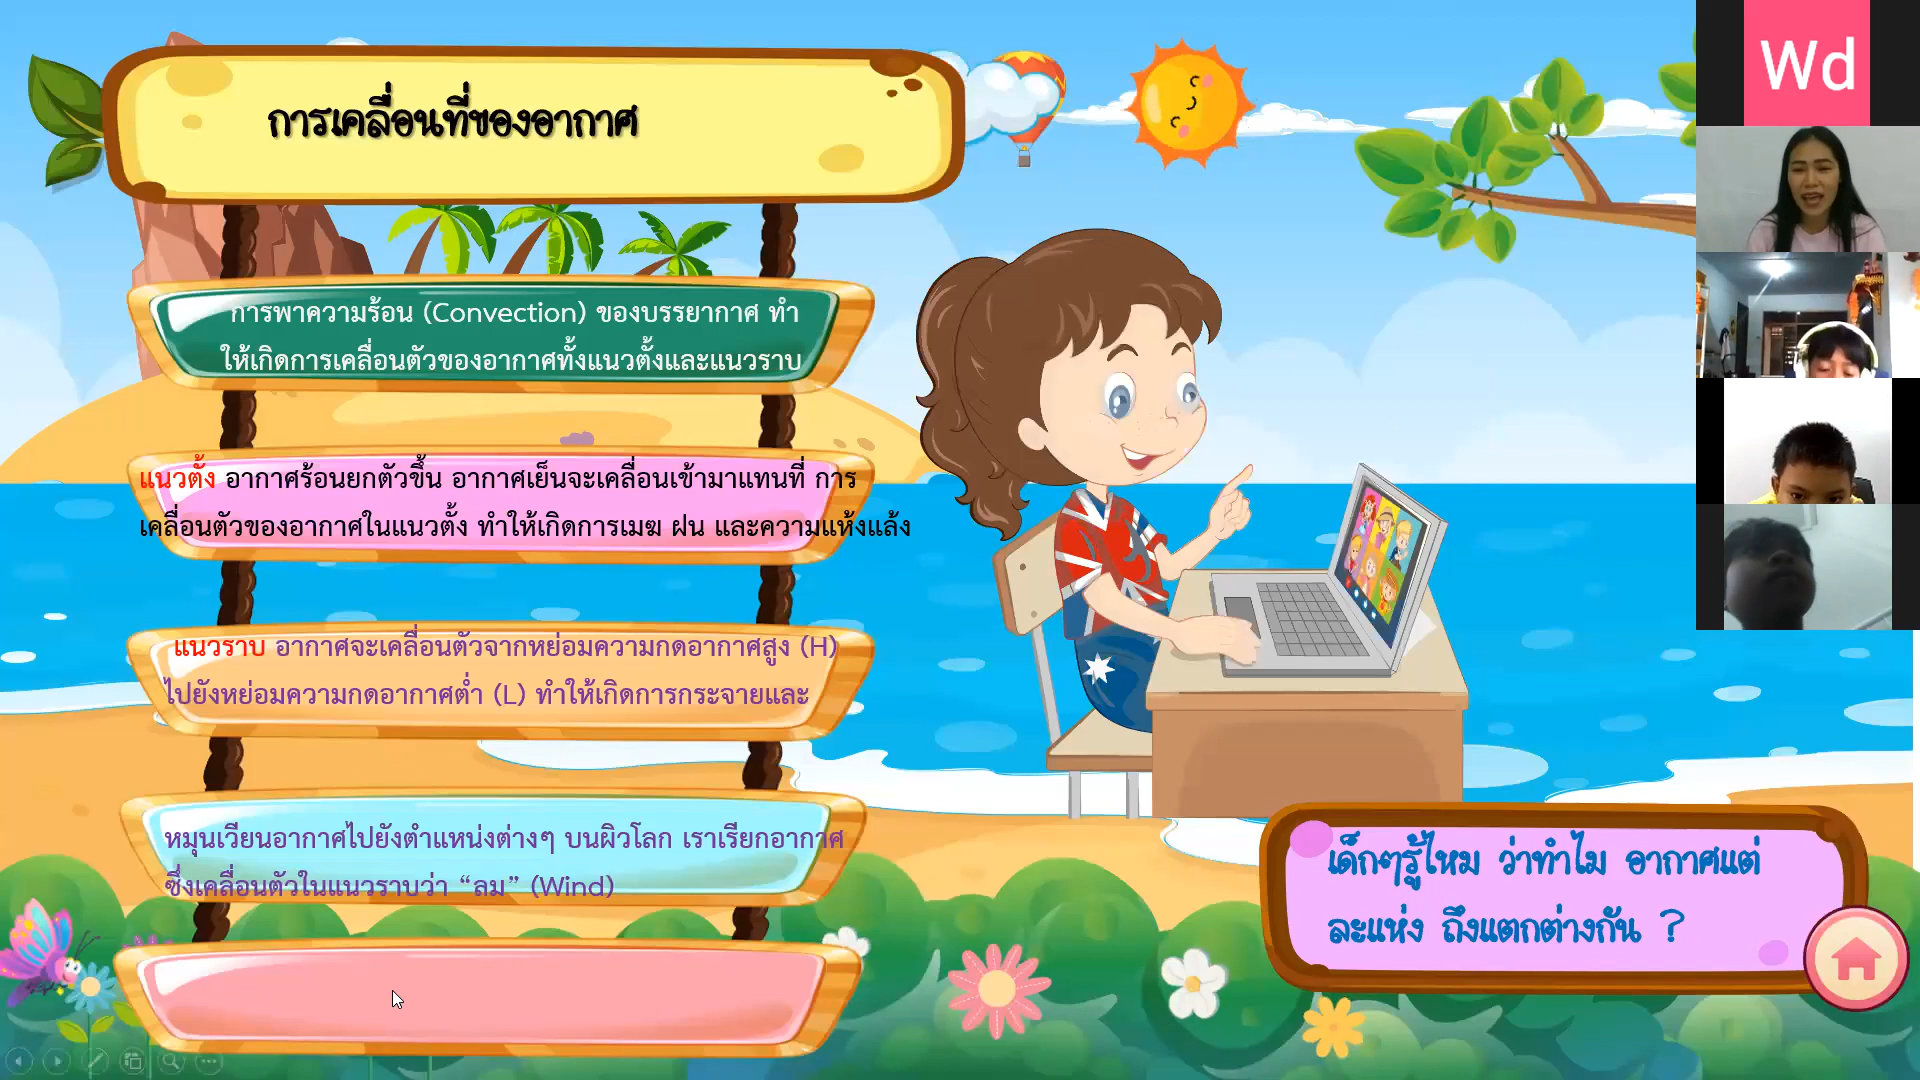 การเคลื่อนที่ของอากาศ
การพาความร้อน (Convection) ของบรรยากาศ ทำ
ให้เกิดการเคลื่อนตัวของอากาศทั้งแนวตั้งและแนวราบ
แนวตั้ง อากาศร้อนยกตัวขึ้น อากาศเย็นจะเคลื่อนเข้ามาแทนที่ การ
เคลื่อนตัวของอากาศในแนวตั้ง ทำให้เกิดการเมฆ ฝน และความแห้งแล้ง
แนวราบ อากาศจะเคลื่อนตัวจากหย่อมความกดอากาศสูง (H)
ไปยังหย่อมความกดอากาศต่ำ (L) ทำให้เกิดการกระจายและ
หมุนเวียนอากาศไปยังตำแหน่งต่างๆ บนผิวโลก เราเรียกอากาศ
ซึ่งเคลื่อนตัวในแนวราบว่า “ลม” (Wind)
เด็กๆรู้ไหม ว่าทำไม อากาศแต่
ละแห่ง ถึงแตกต่างกัน ?
Wd